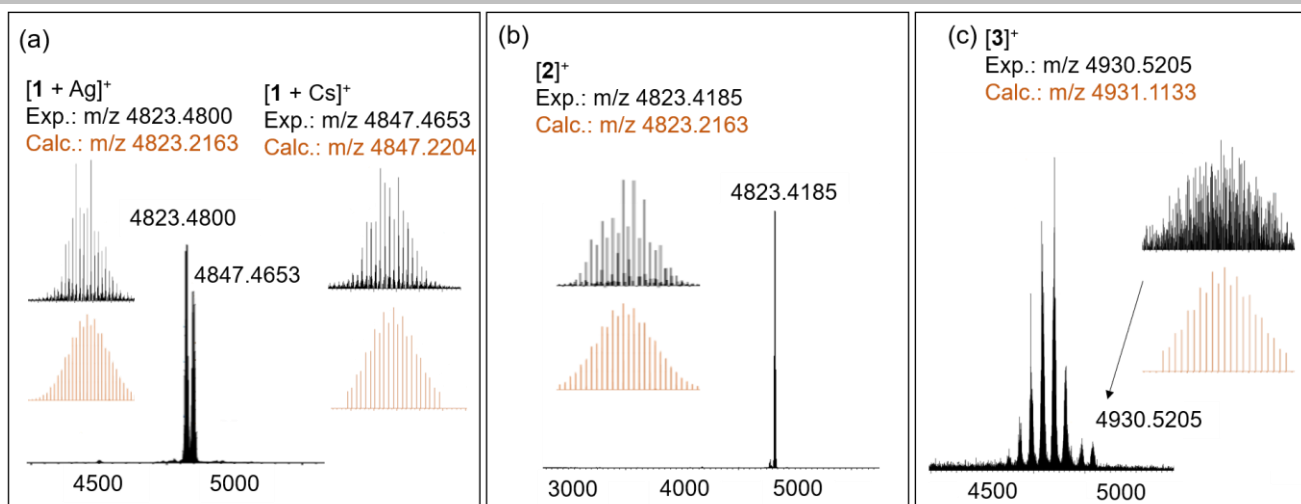 (a)
[1 + Ag]⁺
Exp.: m/z 4823.4800
Calc.: m/z 4823.2163
[1 + Cs]⁺
Exp.: m/z 4847.4653
Calc.: m/z 4847.2204
4823.4800
4847.4653
4500 5000
(b)
[2]⁺
Exp.: m/z 4823.4185
Calc.: m/z 4823.2163
4823.4185
3000 4000 5000
(c)
[3]⁺
Exp.: m/z 4930.5205
Calc.: m/z 4931.1133
4930.5205
4500 5000